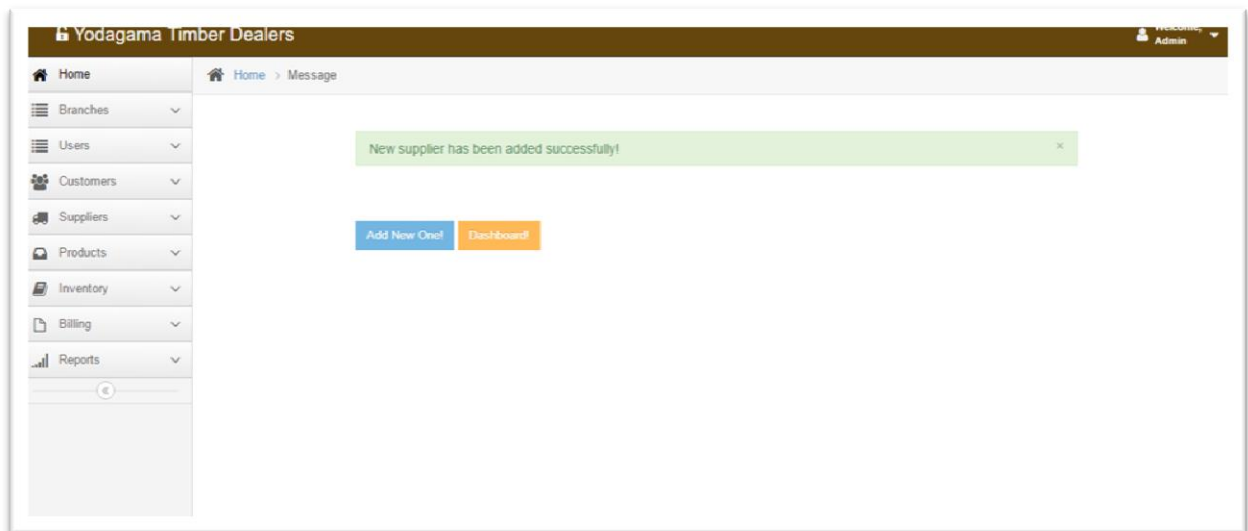 Yodagama Timber Dealers
Welcome,
Admin
Home
Branches
Users
Customers
Suppliers
Products
Inventory
Billing
Reports
Home > Message
New supplier has been added successfully!
×
Add New One!
Dashboard!